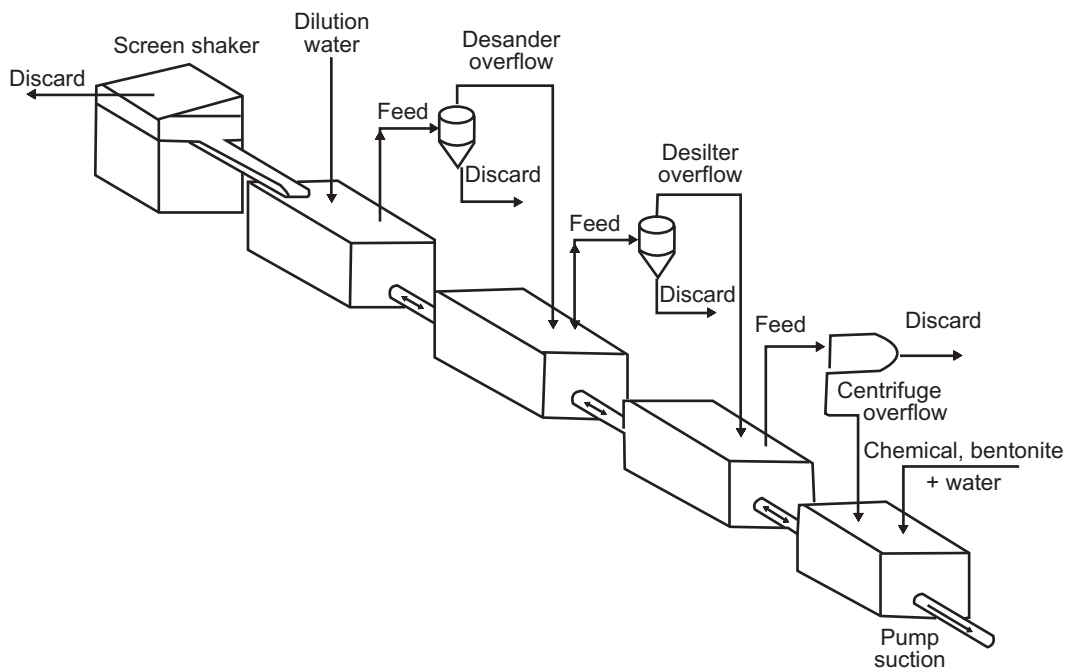 Screen shaker
Discard
Dilution
water
Desander
overflow
Feed
Discard
Desilter
overflow
Feed
Discard
Feed
Discard
Centrifuge
overflow
Chemical, bentonite
+ water
Pump
suction